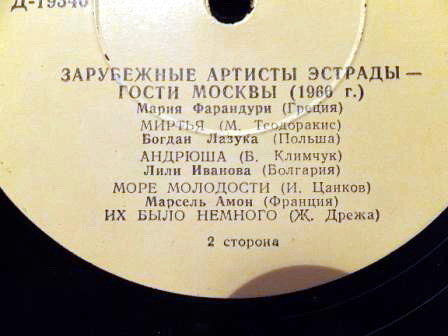 Д-19340
ЗАРУБЕЖНЫЕ АРТИСТЫ ЭСТРАДЫ —
ГОСТИ МОСКВЫ (1966 г.)
Мария Фарандури (Греция)
МИРТЬЯ (М. Теодоракис)
Богдан Лазука (Польша)
АНДРЮША (Б. Климчук)
Лили Иванова (Болгария)
МОРЕ МОЛОДОСТИ (И. Цанков)
Марсель Амон (Франция)
ИХ БЫЛО НЕМНОГО (Ж. Дрежа)
2 сторона